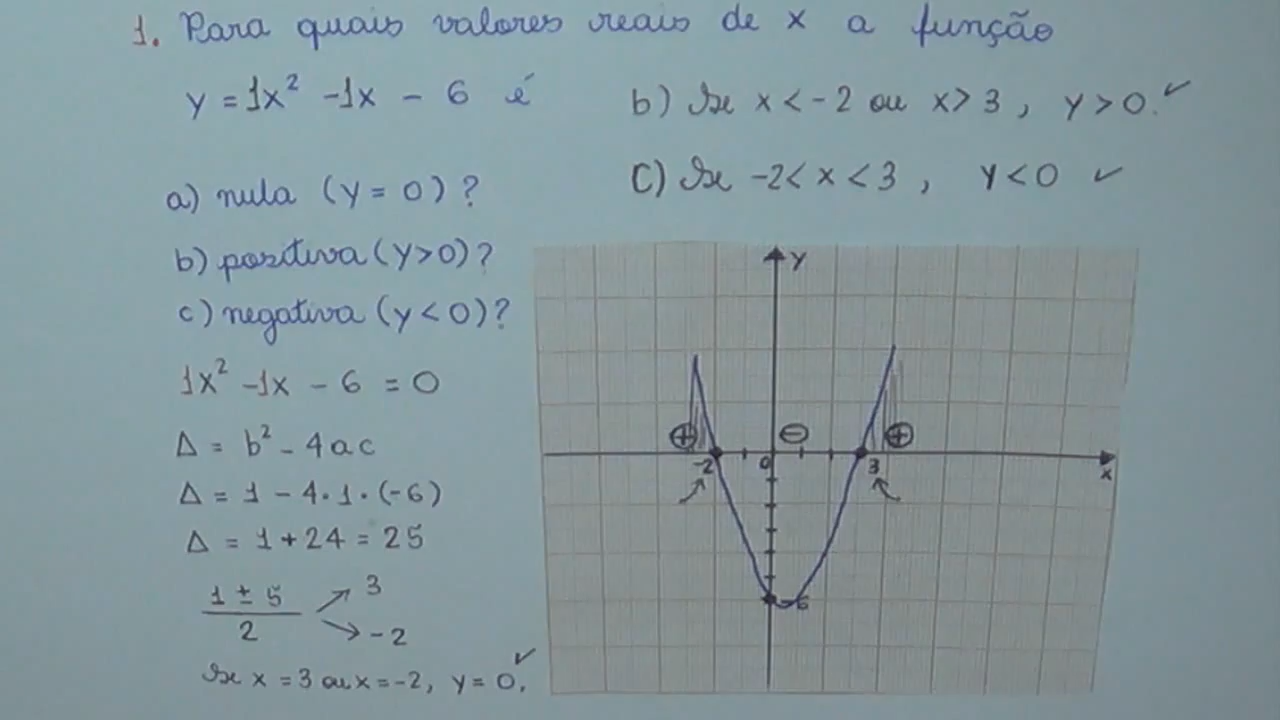 1. Para quais valores reais de x a função
y = 1x² - 1x - 6 é
a) nula (y = 0)?
b) positiva (y > 0)?
c) negativa (y < 0)?
1x² - 1x - 6 = 0
Δ = b² - 4ac
Δ = 1 - 4·1·(-6)
Δ = 1 + 24 = 25
1 ± 5
2
3
-2
Se x = 3 ou x = -2, y = 0. ✓
b) Se x < -2 ou x > 3, y > 0. ✓
C) Se -2 < x < 3, y < 0 ✓
y
+ - +
-2 0 3
x
-6